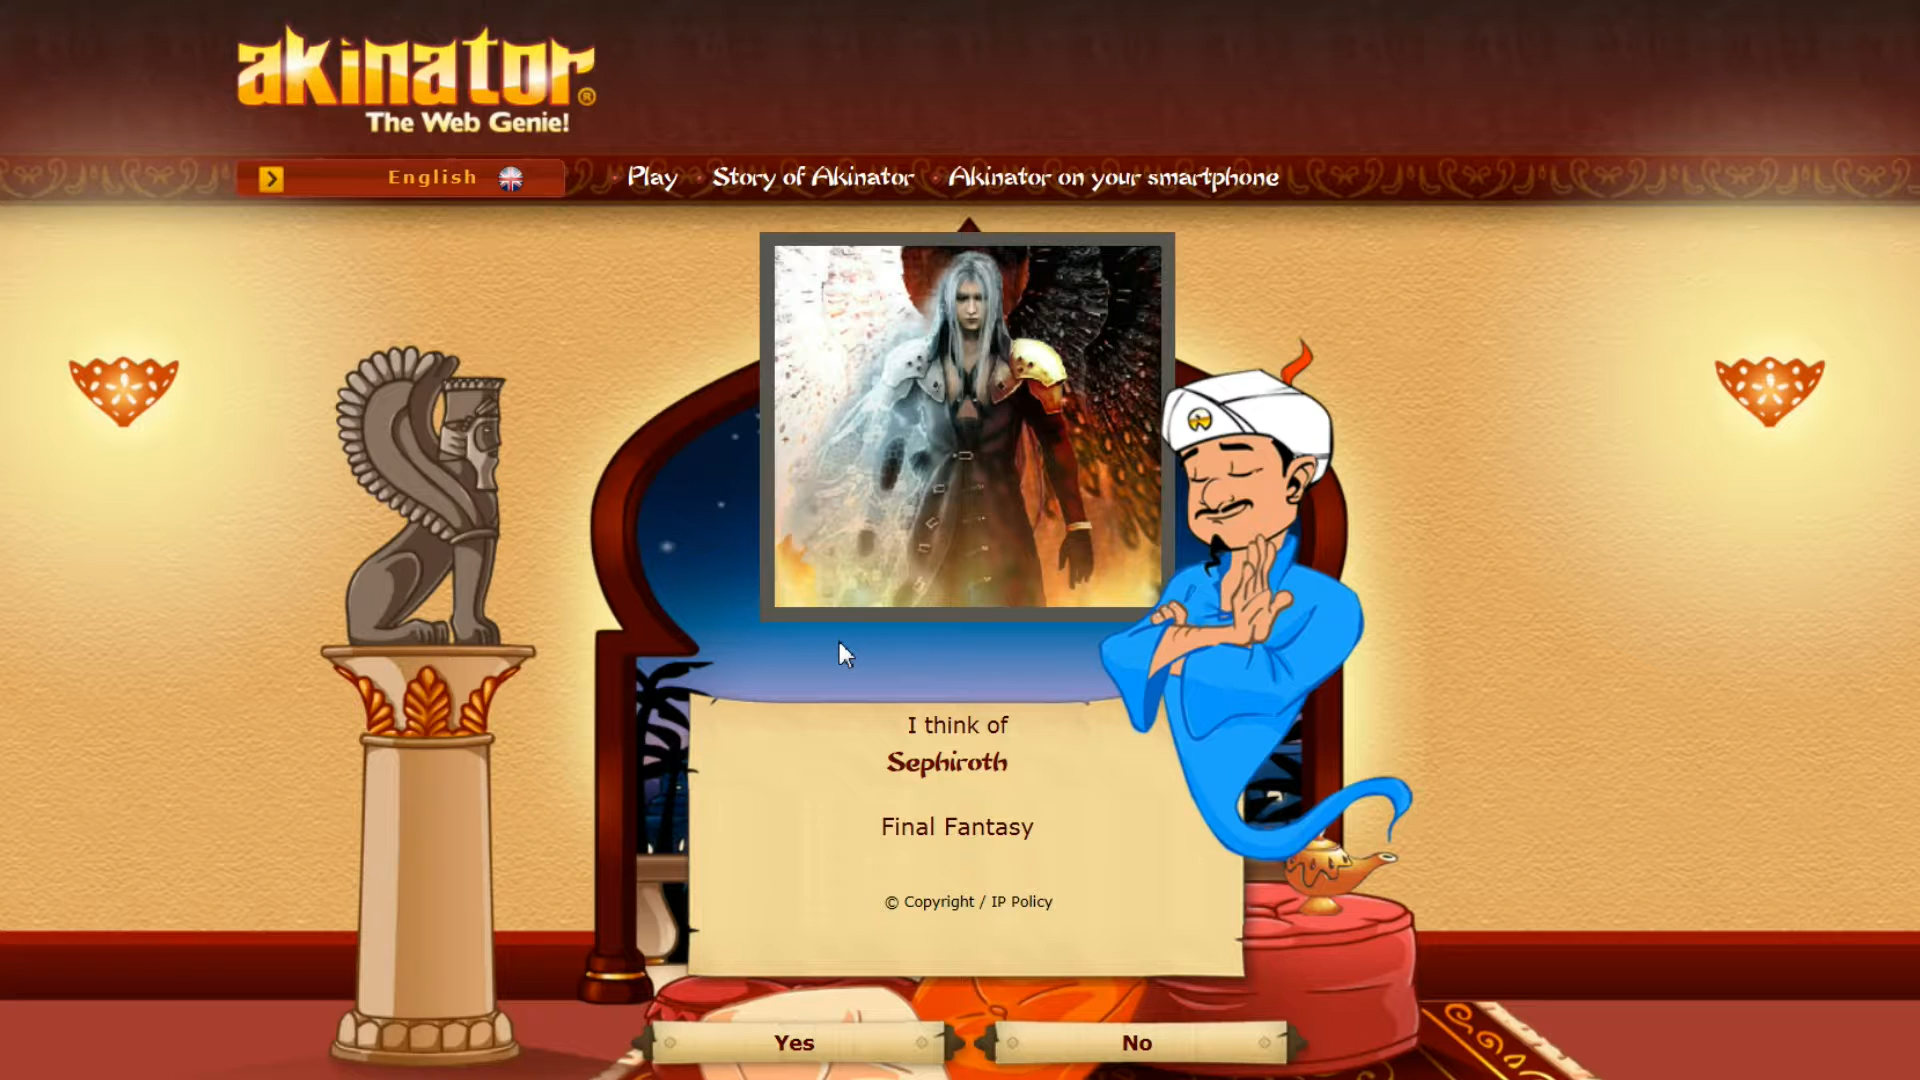 akinator®
The Web Genie!
English
Play
Story of Akinator
Akinator on your smartphone
I think of
Sephiroth
Final Fantasy
© Copyright / IP Policy
Yes
No